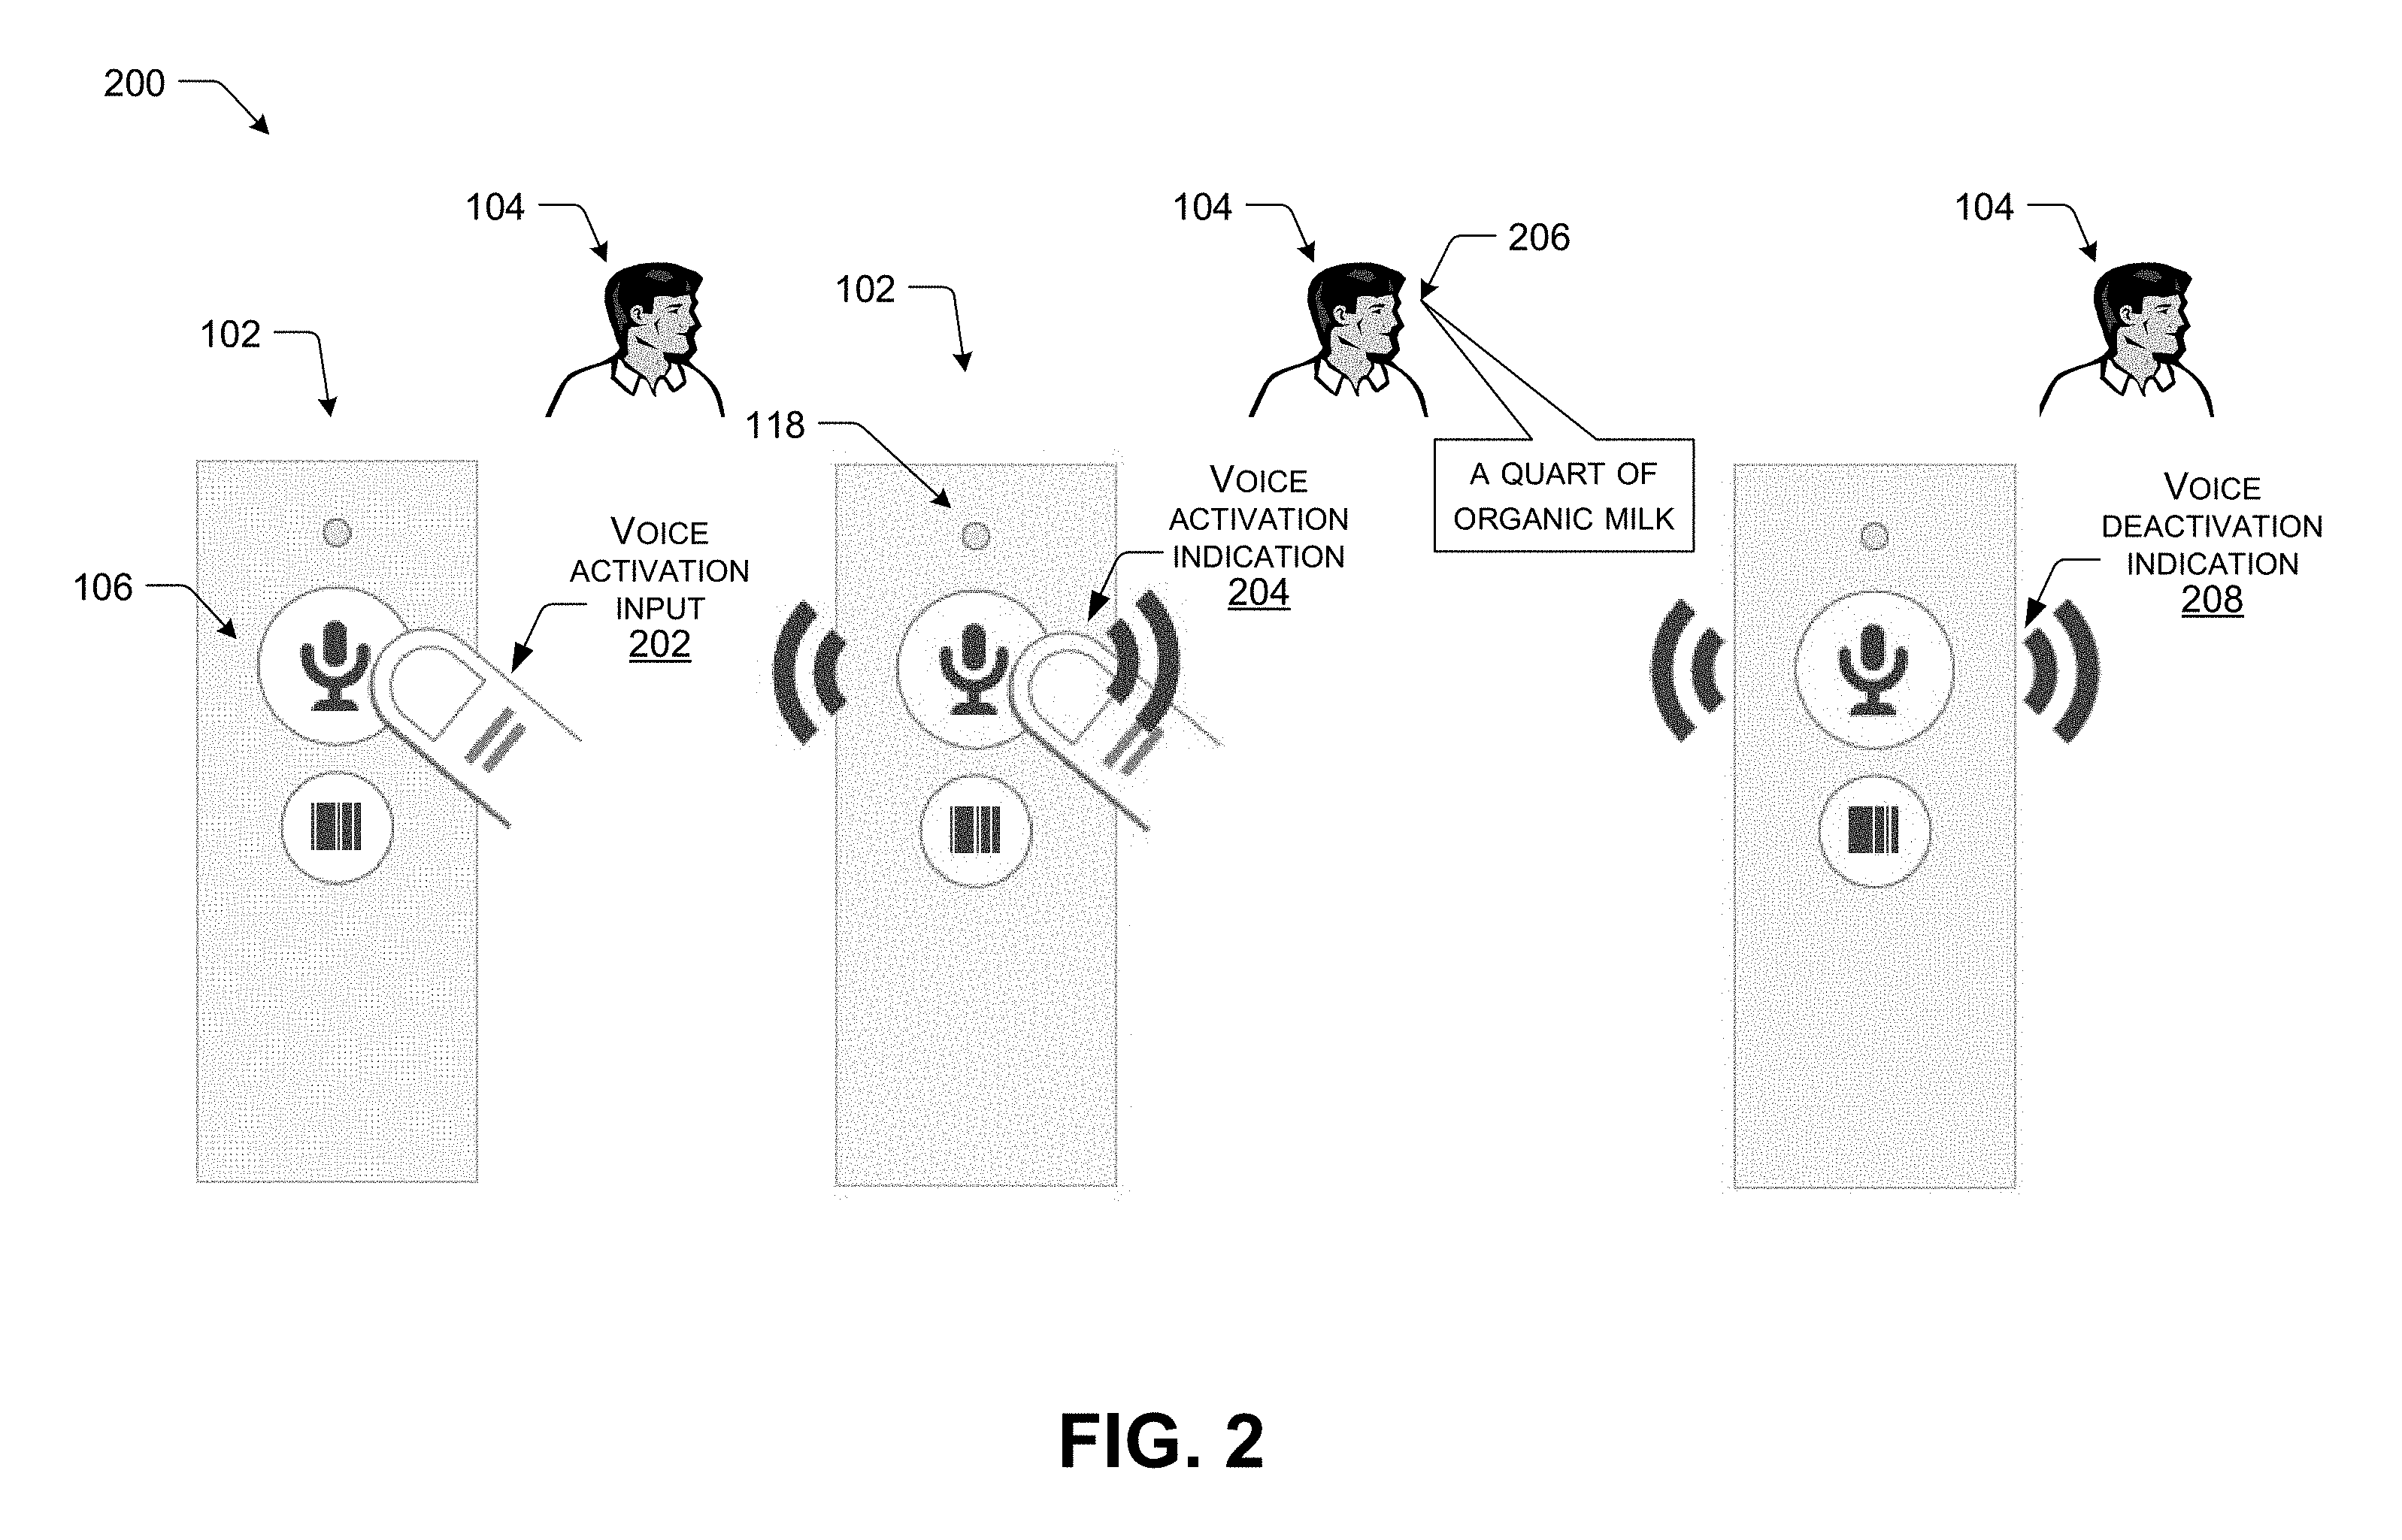 200
104
104
104
206
102
102
118
A QUART OF
ORGANIC MILK
VOICE
ACTIVATION
INPUT
202
VOICE
ACTIVATION
INDICATION
204
VOICE
DEACTIVATION
INDICATION
208
106
FIG. 2